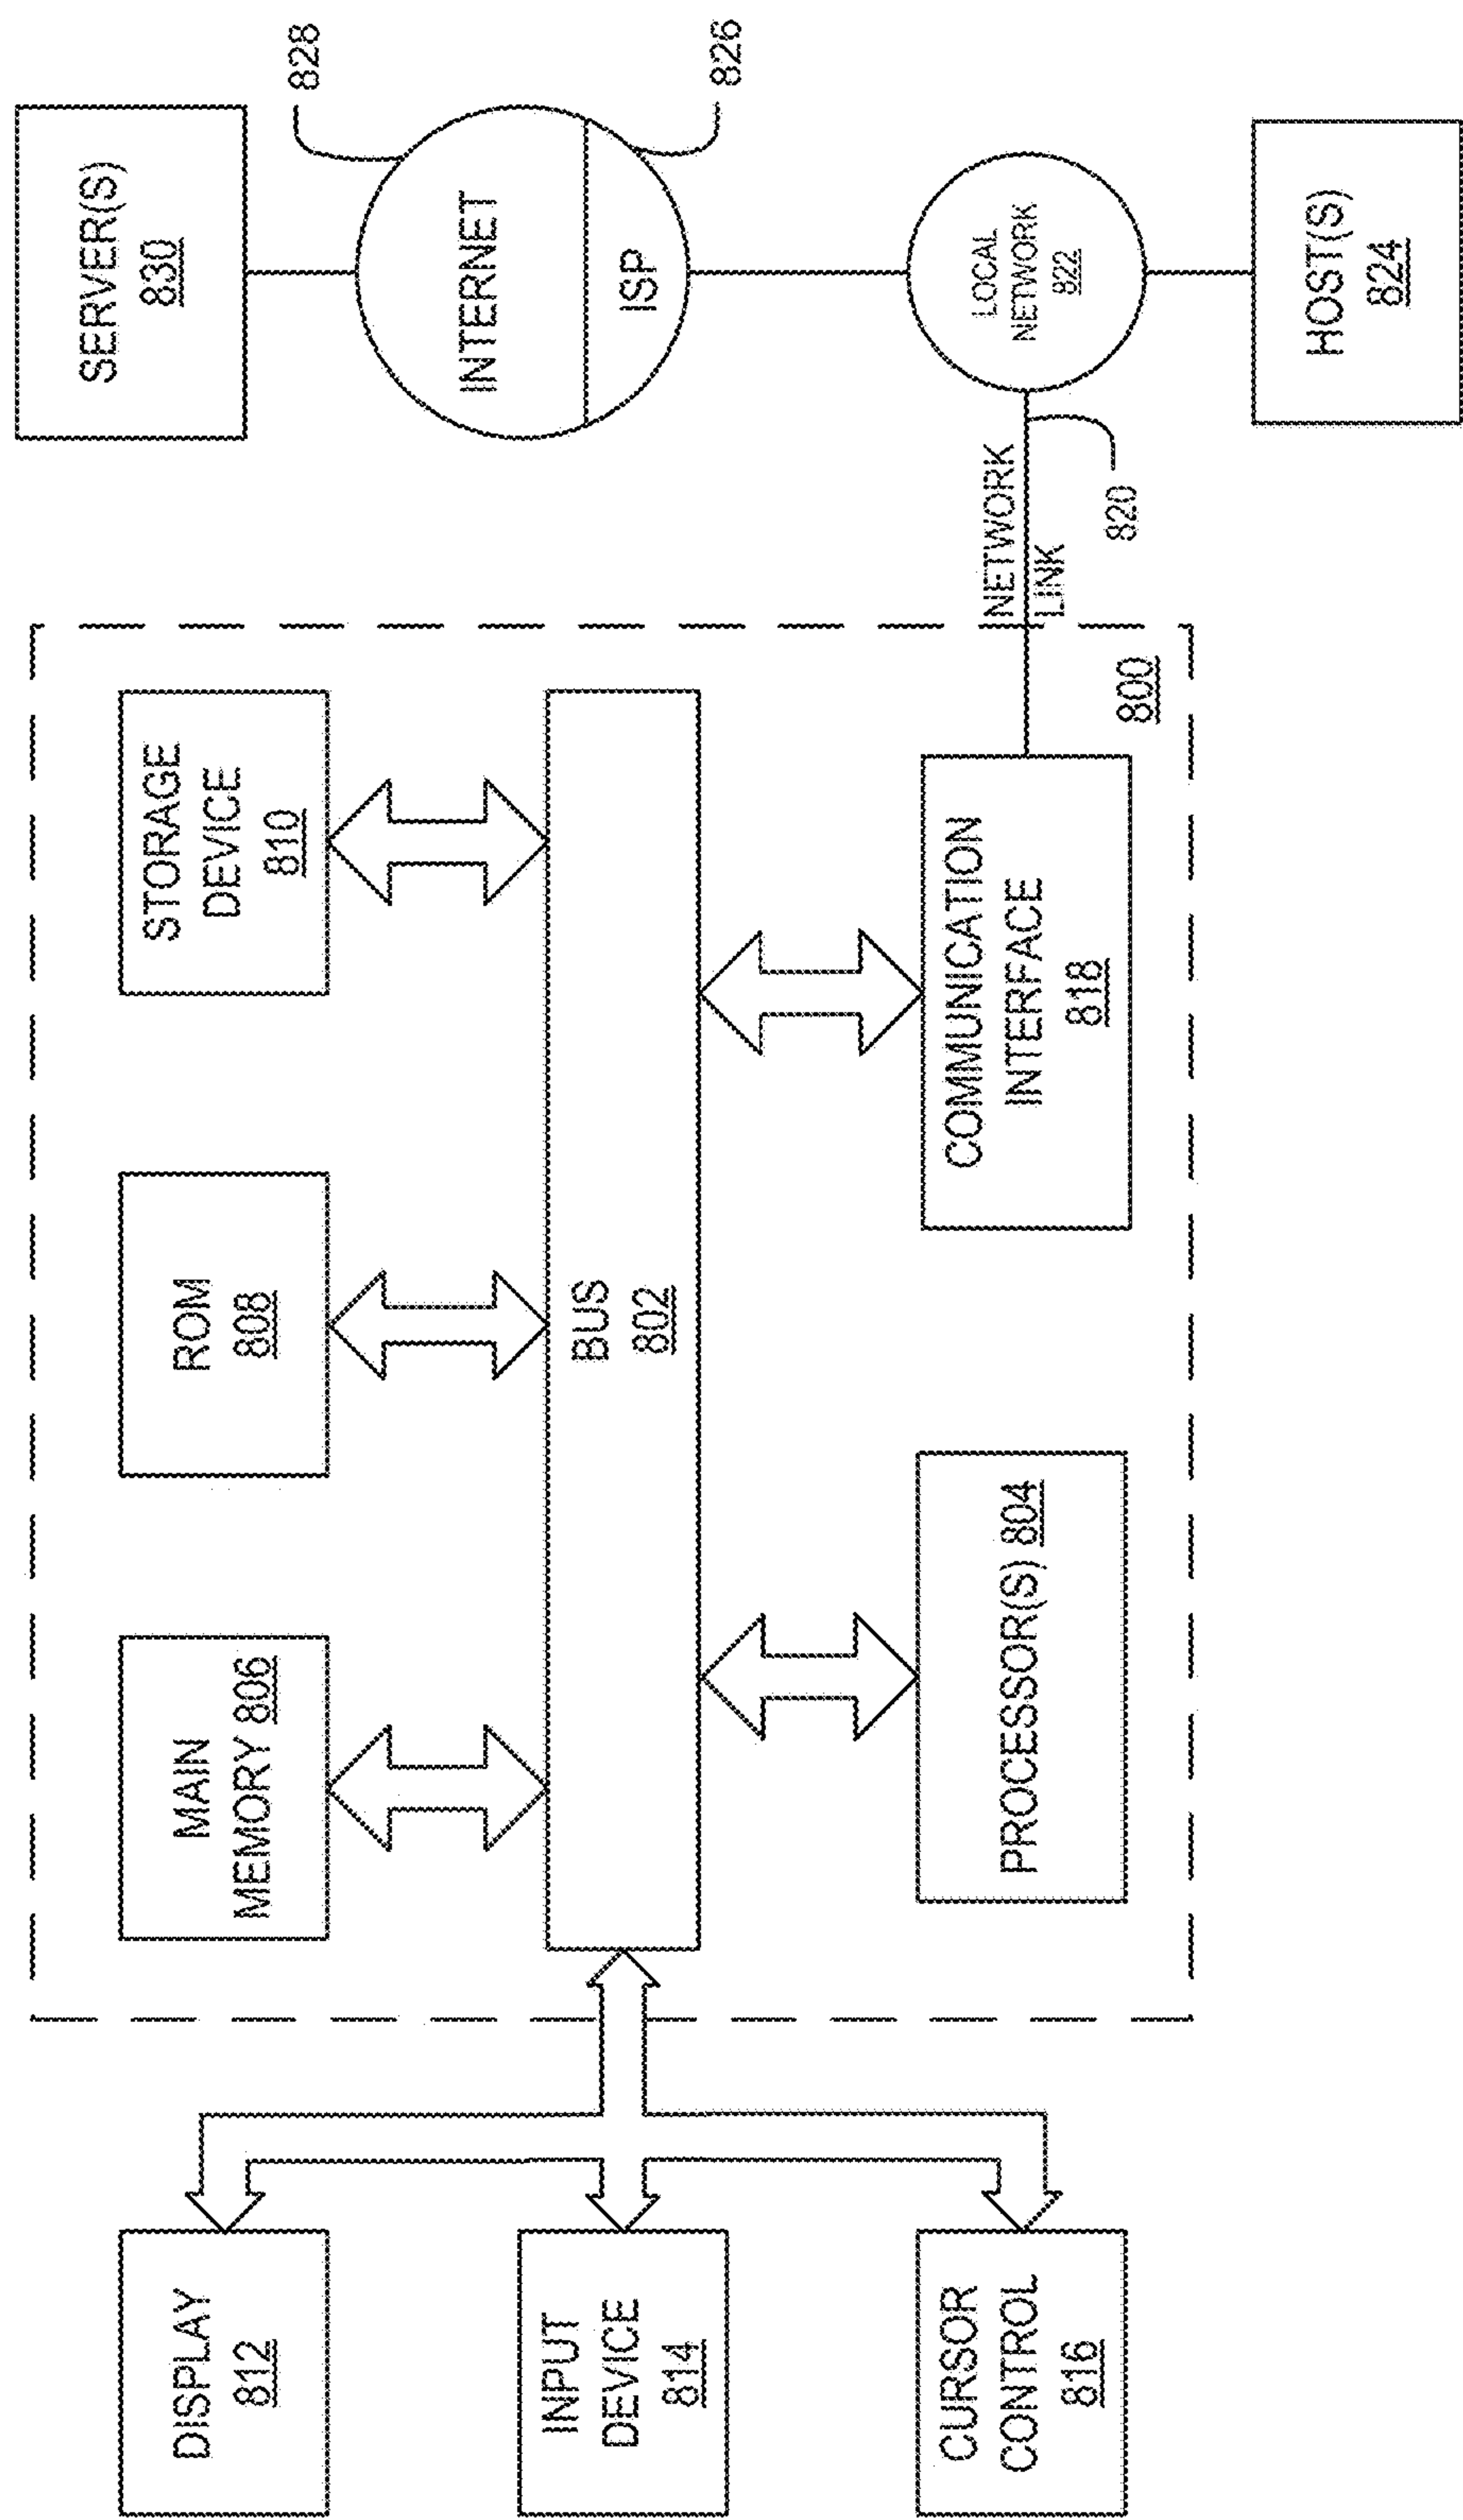 DISPLAY
812
INPUT
DEVICE
814
CURSOR
CONTROL
816
MAIN
MEMORY 806
ROM
808
STORAGE
DEVICE
810
BUS
802
PROCESSOR(S) 804
COMMUNICATION
INTERFACE
818
800
NETWORK
LINK
820
SERVER(S)
830
828
INTERNET
ISP
826
LOCAL
NETWORK
822
HOST(S)
824